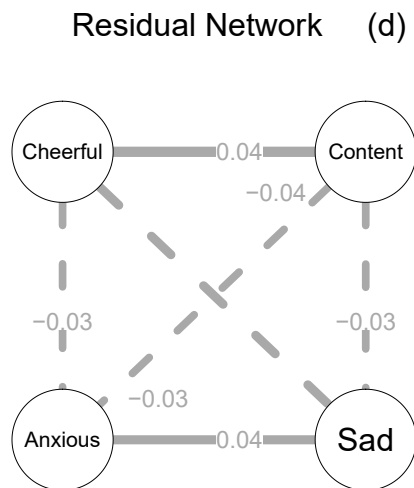 Residual Network (d)
Cheerful
0.04
Content
−0.04
−0.03
−0.03
−0.03
Anxious
0.04
Sad